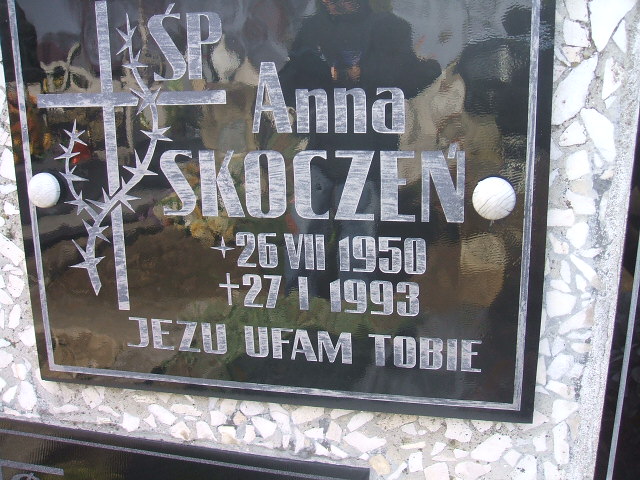 ŚP
Anna
SKOCZEŃ
26 VII 1950
†27 I 1993
JEZU UFAM TOBIE